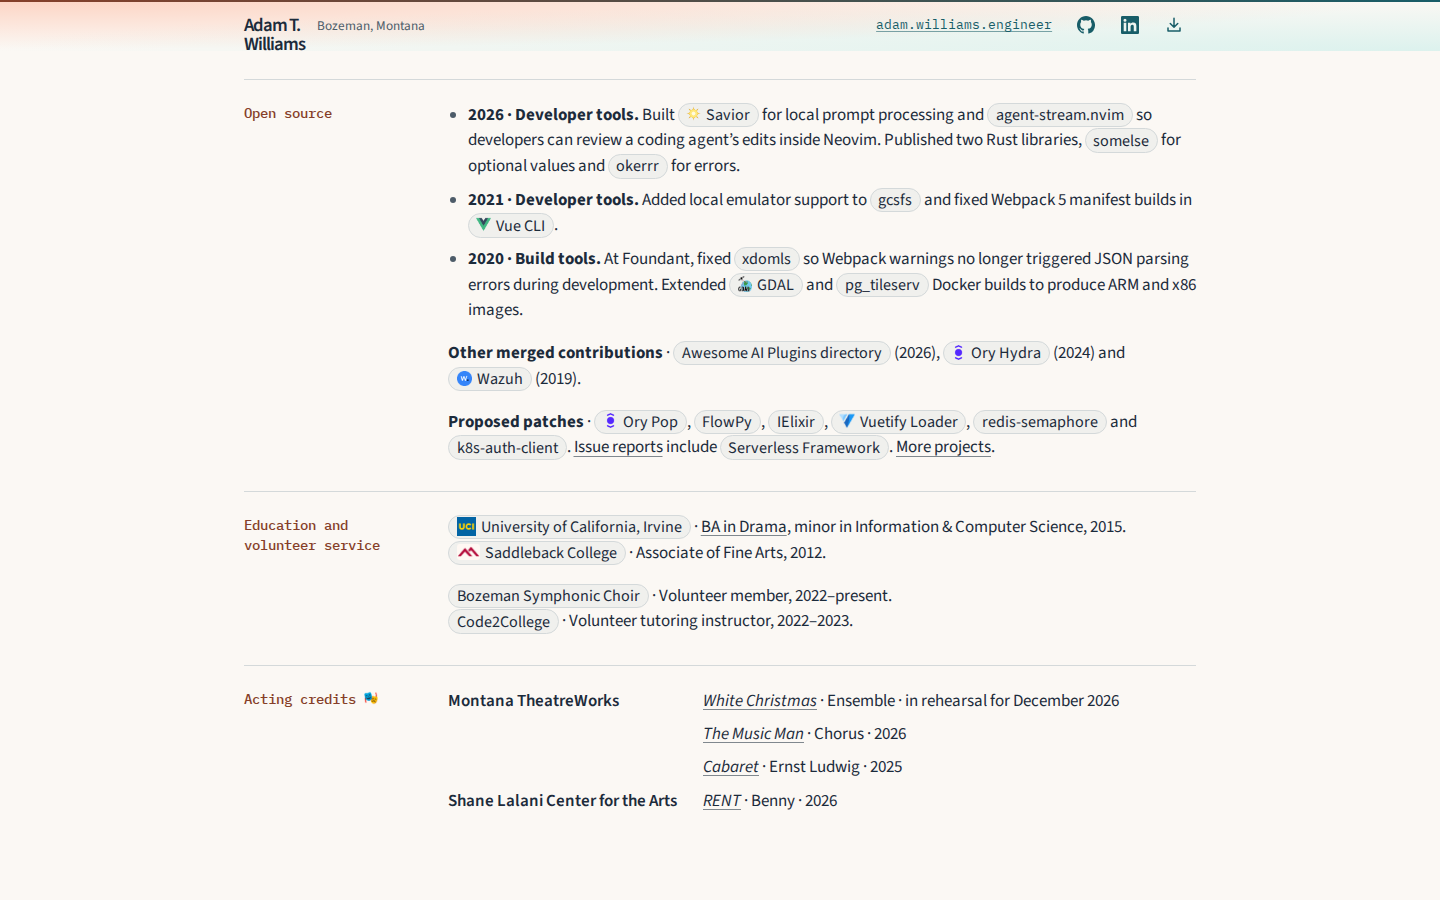 Adam T.
Williams
Bozeman, Montana
adam.williams.engineer
Open source
2026 · Developer tools. Built Savior for local prompt processing and agent-stream.nvim so
developers can review a coding agent’s edits inside Neovim. Published two Rust libraries, somelse for
optional values and okerrr for errors.
2021 · Developer tools. Added local emulator support to gcsfs and fixed Webpack 5 manifest builds in
Vue CLI.
2020 · Build tools. At Foundant, fixed xdomls so Webpack warnings no longer triggered JSON parsing
errors during development. Extended GDAL and pg_tileserv Docker builds to produce ARM and x86
images.
Other merged contributions · Awesome AI Plugins directory (2026), Ory Hydra (2024) and
Wazuh (2019).
Proposed patches · Ory Pop, FlowPy, IElixir, Vuetify Loader, redis-semaphore and
k8s-auth-client. Issue reports include Serverless Framework. More projects.
Education and
volunteer service
UCI University of California, Irvine · BA in Drama, minor in Information & Computer Science, 2015.
Saddleback College · Associate of Fine Arts, 2012.
Bozeman Symphonic Choir · Volunteer member, 2022–present.
Code2College · Volunteer tutoring instructor, 2022–2023.
Acting credits
Montana TheatreWorks
White Christmas · Ensemble · in rehearsal for December 2026
The Music Man · Chorus · 2026
Cabaret · Ernst Ludwig · 2025
Shane Lalani Center for the Arts
RENT · Benny · 2026